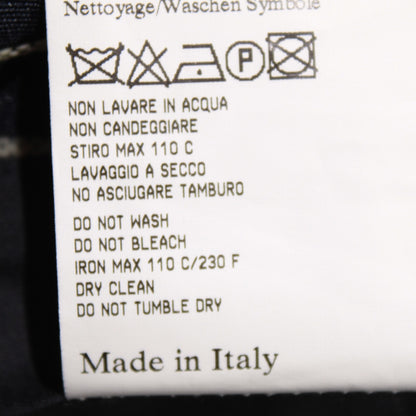 Nettoyage/Waschen Symbole
P
NON LAVARE IN ACQUA
NON CANDEGGIARE
STIRO MAX 110 C
LAVAGGIO A SECCO
NO ASCIUGARE TAMBURO
DO NOT WASH
DO NOT BLEACH
IRON MAX 110 C/230 F
DRY CLEAN
DO NOT TUMBLE DRY
Made in Italy